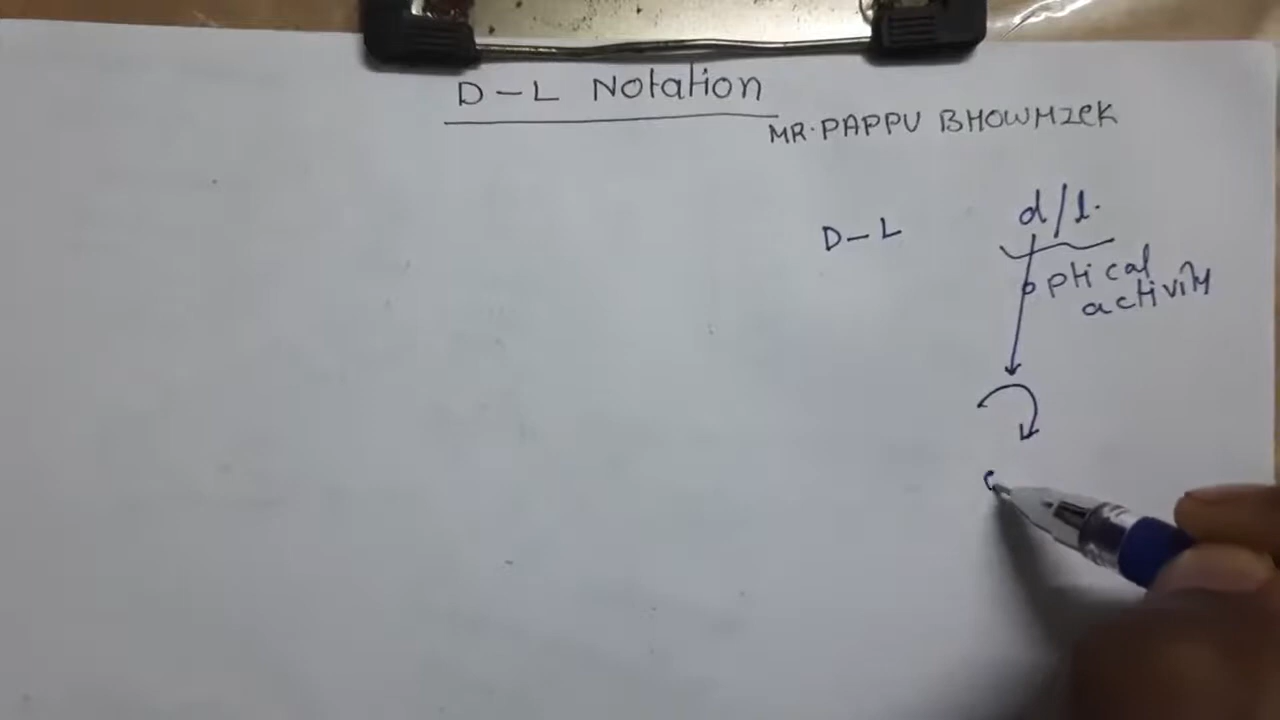 D-L Notation
MR. PAPPU BHOWMICK
D-L
d/l.
optical
activity